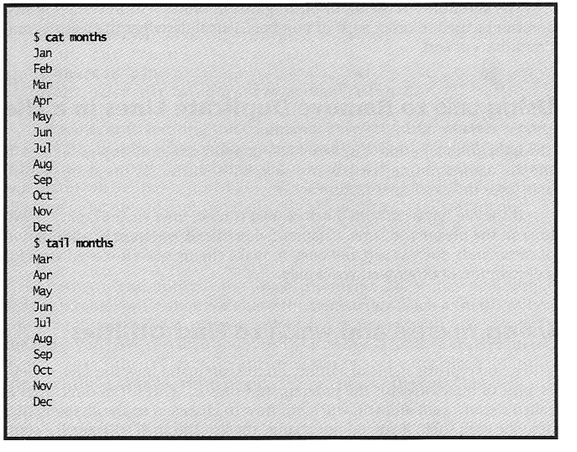 $ cat months
Jan
Feb
Mar
Apr
May
Jun
Jul
Aug
Sep
Oct
Nov
Dec
$ tail months
Mar
Apr
May
Jun
Jul
Aug
Sep
Oct
Nov
Dec